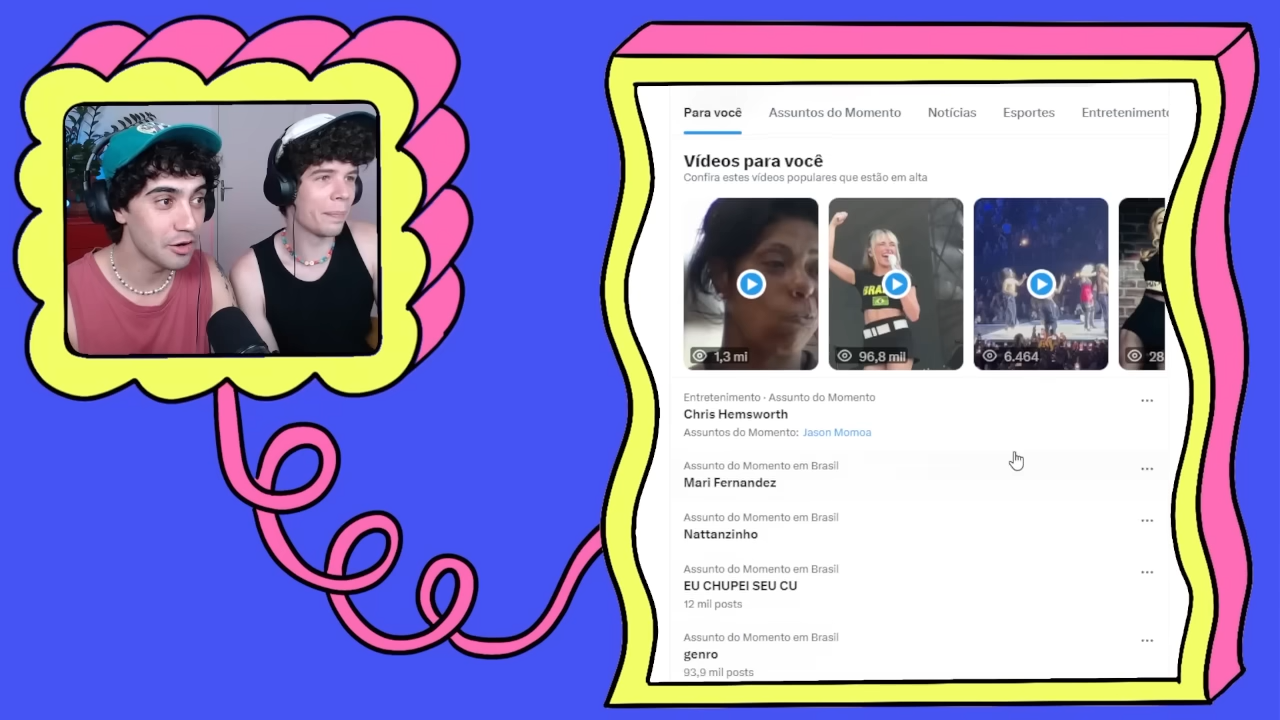 Para você
Assuntos do Momento
Notícias
Esportes
Entretenimento
Vídeos para você
Confira estes vídeos populares que estão em alta
BRA
1,3 mi
96,8 mil
6.464
28
Entretenimento · Assunto do Momento
Chris Hemsworth
Assuntos do Momento: Jason Momoa
Assunto do Momento em Brasil
Mari Fernandez
Assunto do Momento em Brasil
Nattanzinho
Assunto do Momento em Brasil
EU CHUPEI SEU CU
12 mil posts
Assunto do Momento em Brasil
genro
93,9 mil posts